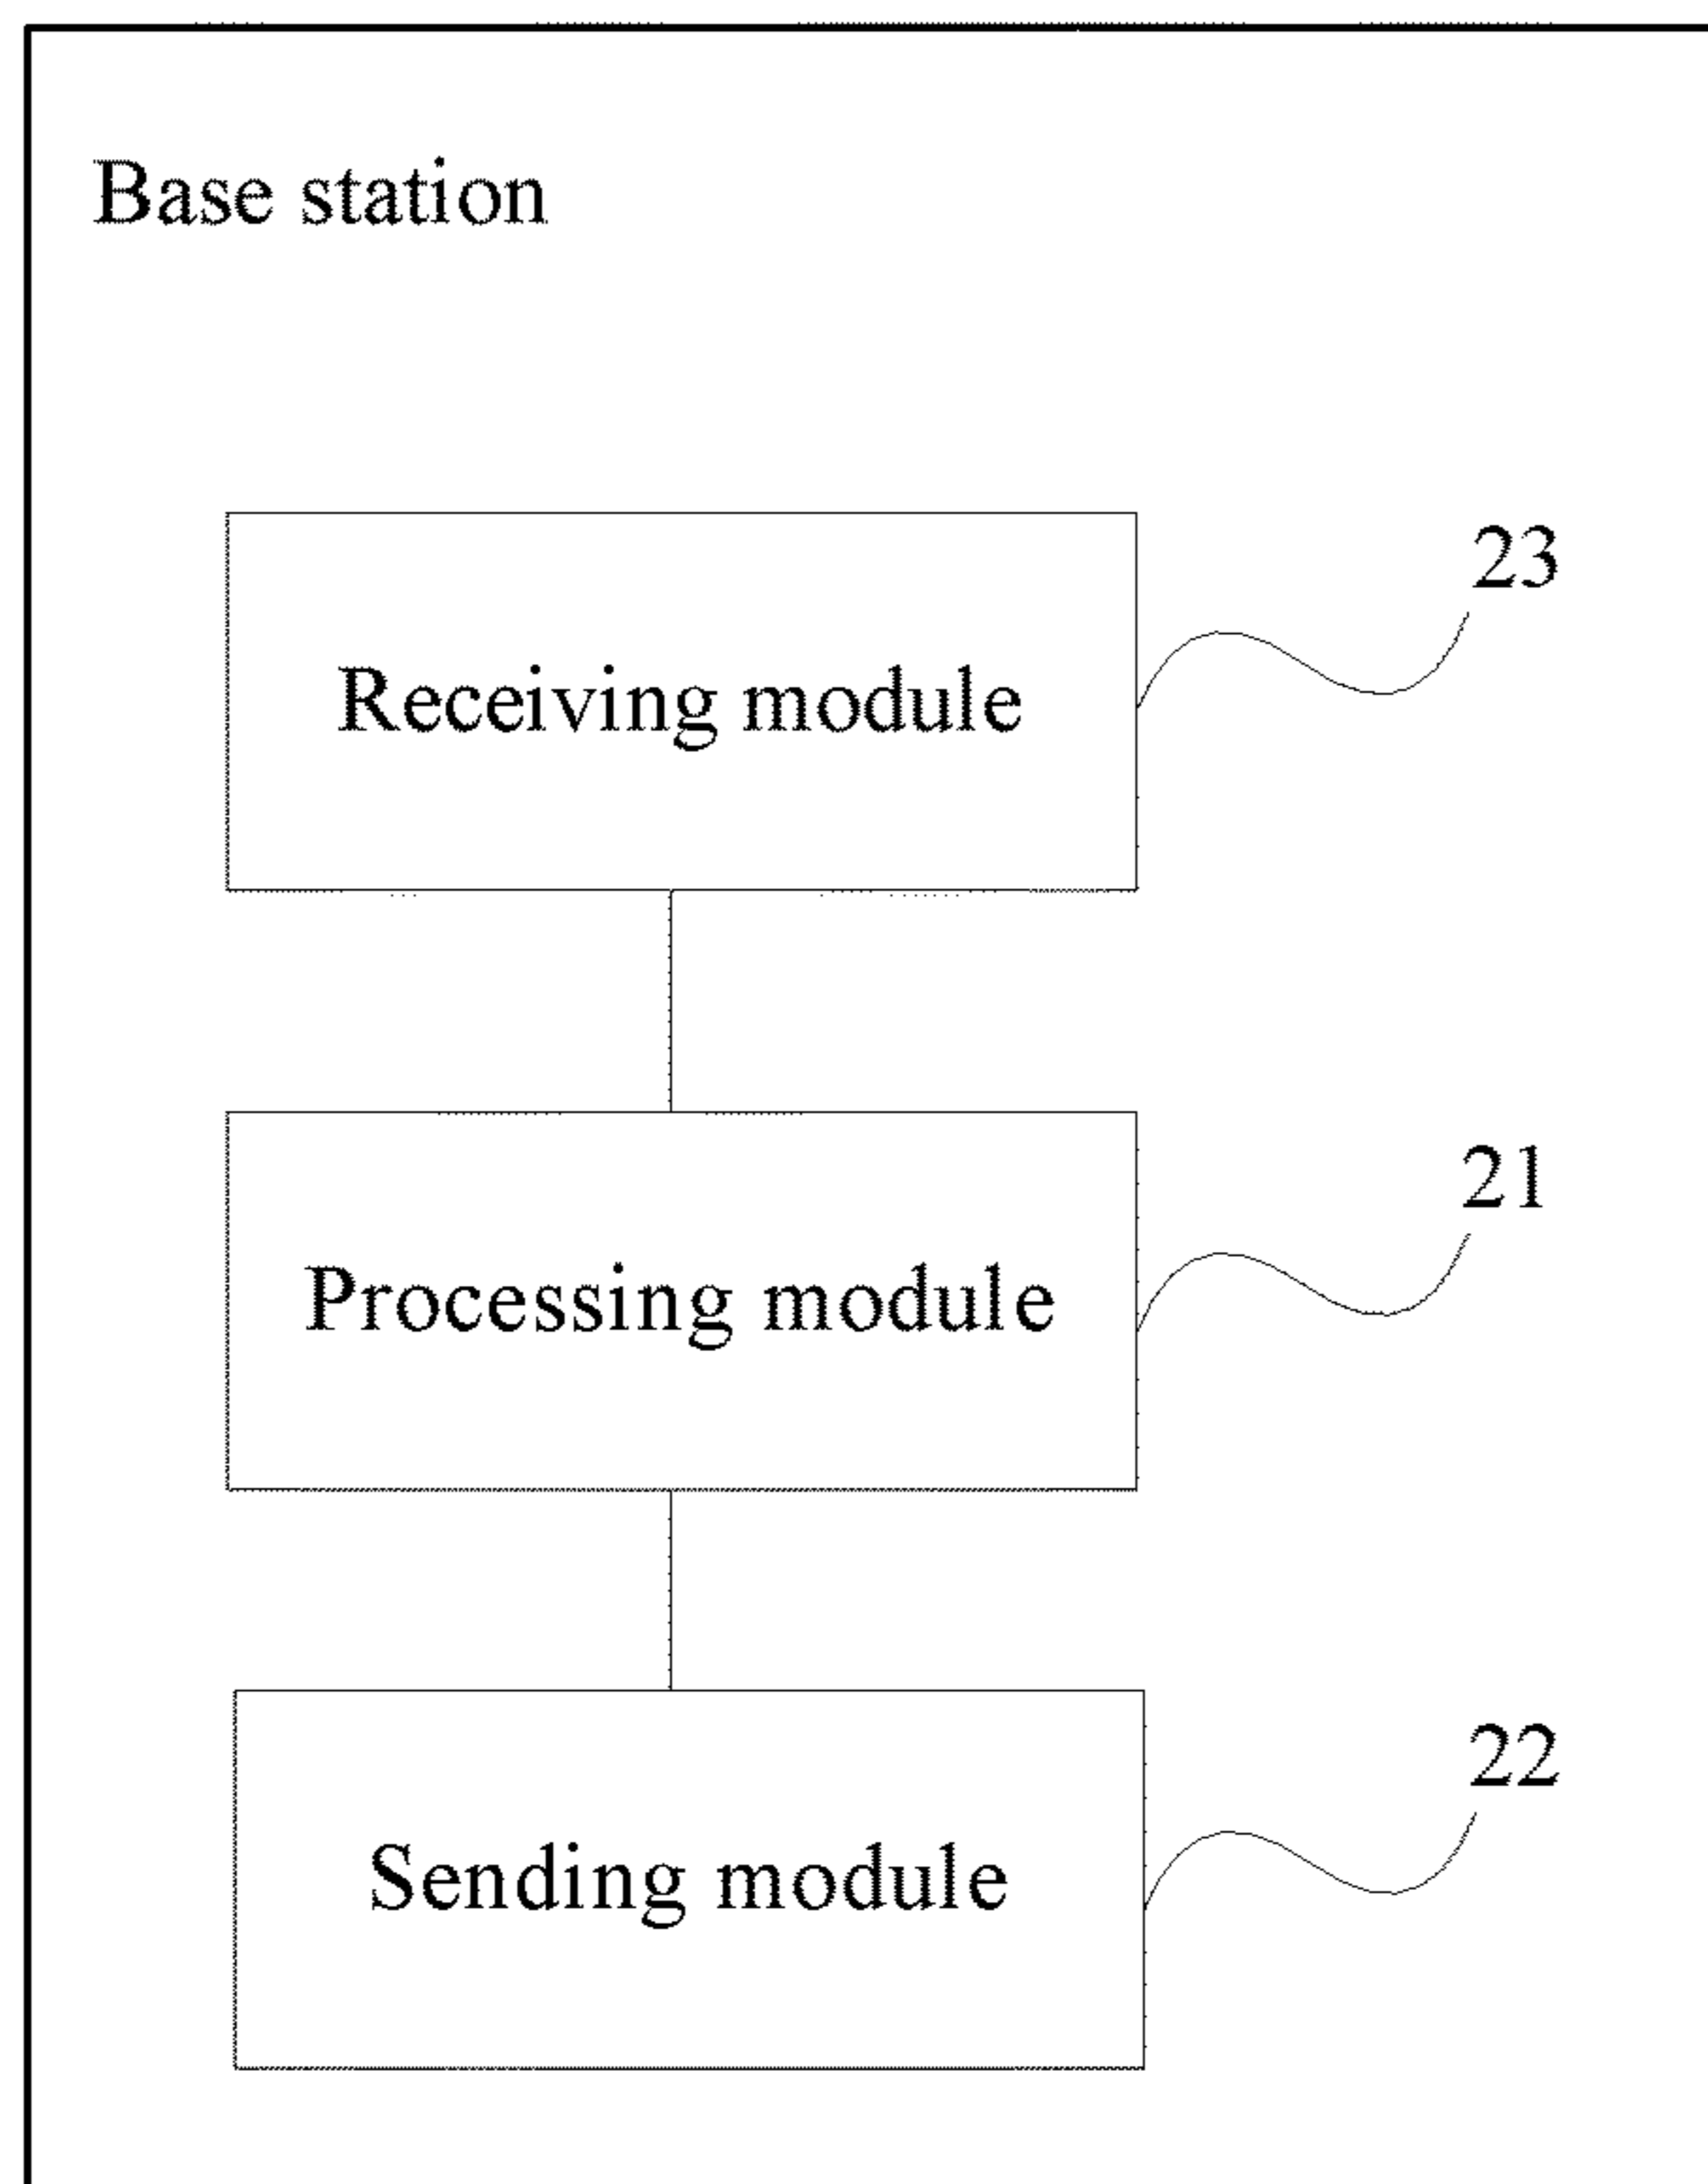 Base station
23
Receiving module
21
Processing module
22
Sending module